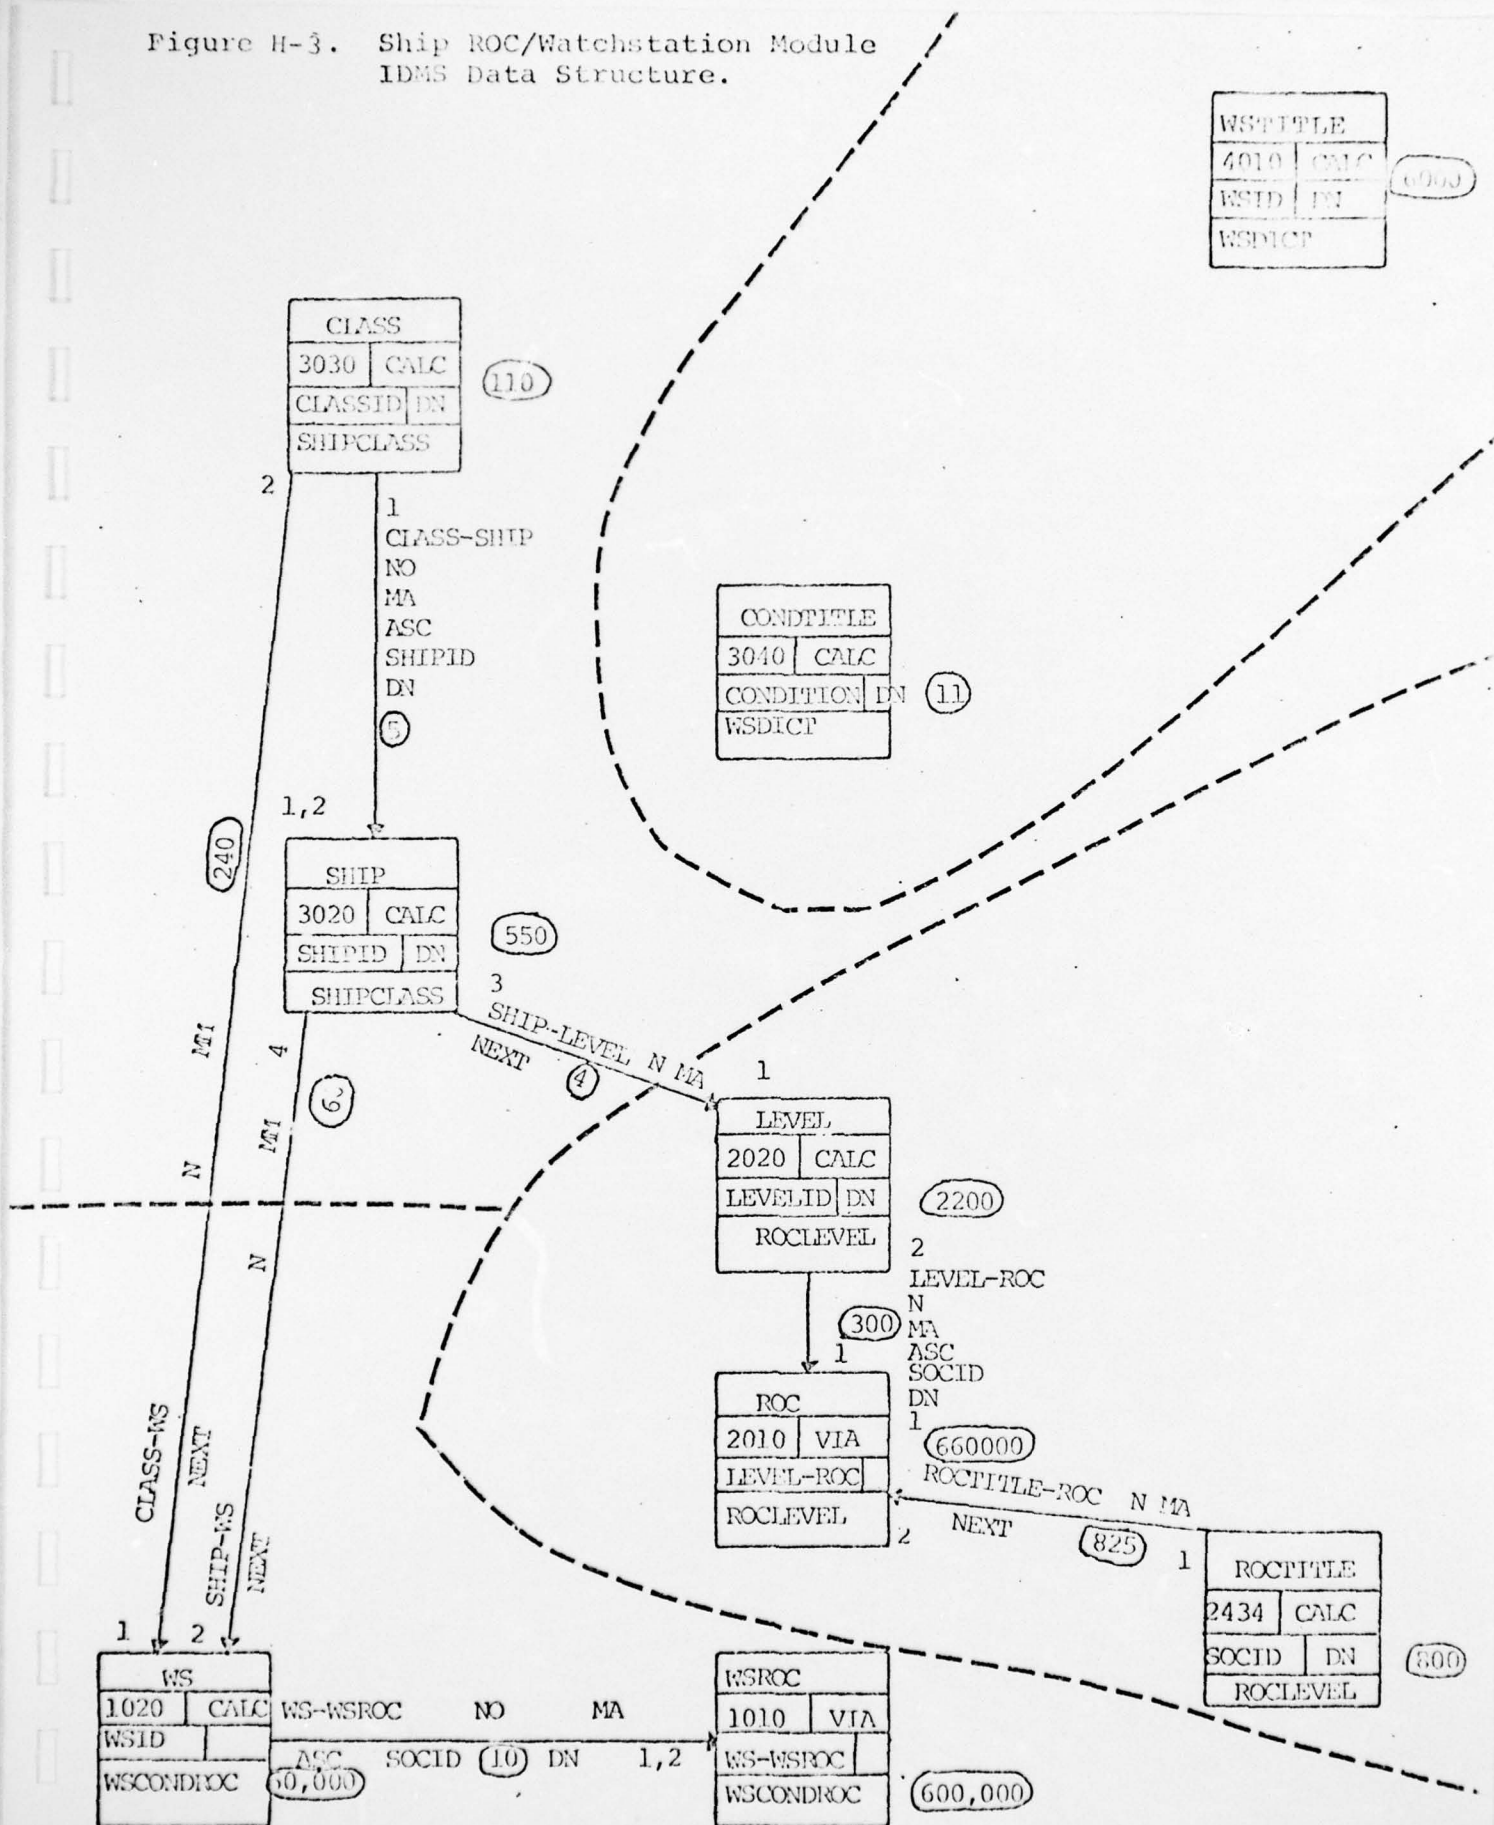 Figure H-3. Ship ROC/Watchstation Module
IDMS Data Structure.
WSTITLE
4010 CALC
WSID DN
WSDICT
6000
CLASS
3030 CALC
CLASSID DN
SHIPCLASS
110
2
1
CLASS-SHIP
NO
MA
ASC
SHIPID
DN
5
CONDTITLE
3040 CALC
CONDITION DN
WSDICT
11
240
MM
N
CLASS-WS
NEXT
1,2
SHIP
3020 CALC
SHIPID DN
SHIPCLASS
550
3
SHIP-LEVEL N MA
NEXT
4
4
6
MM
N
SHIP-WS
NEXT
1
LEVEL
2020 CALC
LEVELID DN
ROCLEVEL
2200
2
LEVEL-ROC
N
MA
ASC
SOCID
DN
1
300
1
ROC
2010 VIA
LEVEL-ROC
ROCLEVEL
660000
ROCTITLE-ROC N MA
NEXT
825
2
1
ROCTITLE
2434 CALC
SOCID DN
ROCLEVEL
800
1 2
WS
1020 CALC
WSID
WSCONDROC
WS-WSROC NO MA
ASC SOCID 10 DN 1,2
WSROC
1010 VIA
WS-WSROC
WSCONDROC
600,000